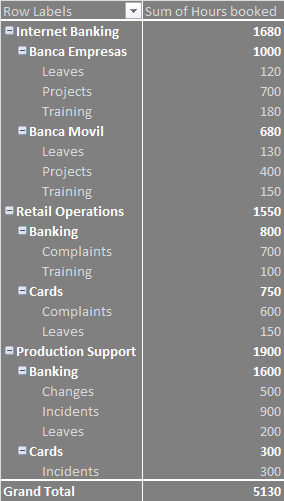 Row Labels Sum of Hours booked
Internet Banking 1680
Banca Empresas 1000
Leaves 120
Projects 700
Training 180
Banca Movil 680
Leaves 130
Projects 400
Training 150
Retail Operations 1550
Banking 800
Complaints 700
Training 100
Cards 750
Complaints 600
Leaves 150
Production Support 1900
Banking 1600
Changes 500
Incidents 900
Leaves 200
Cards 300
Incidents 300
Grand Total 5130